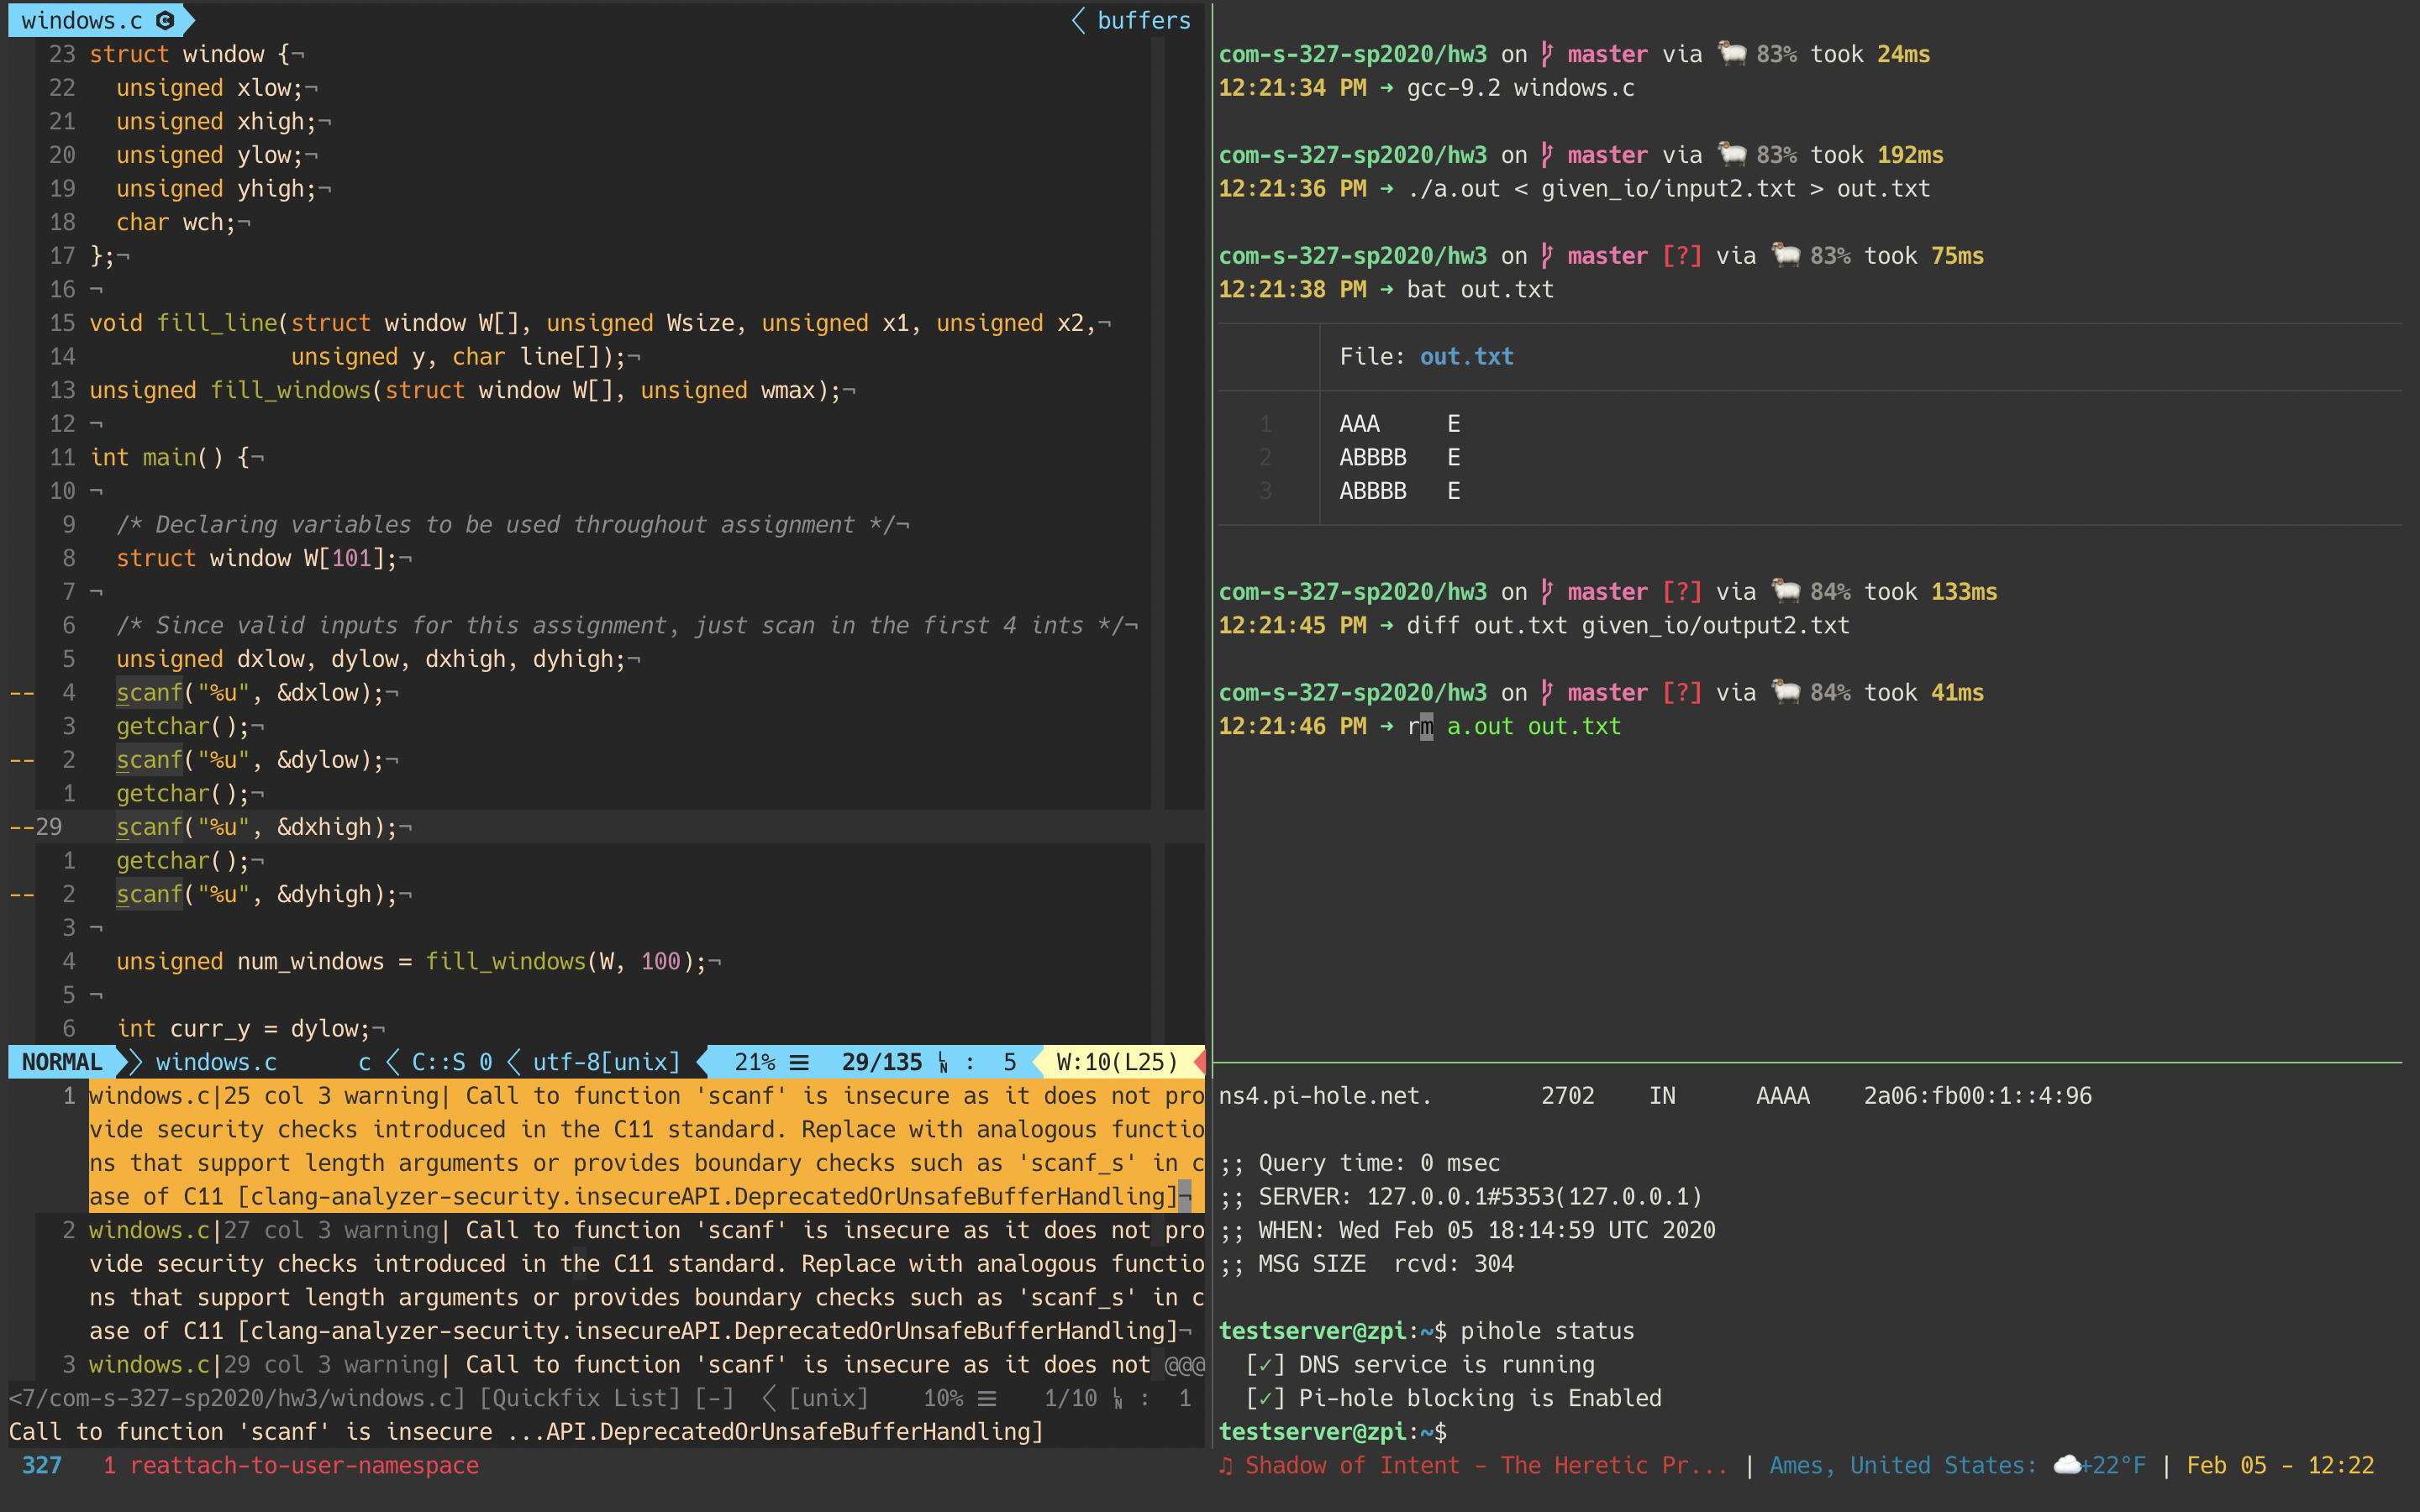 windows.c
buffers
23 struct window {¬
22   unsigned xlow;¬
21   unsigned xhigh;¬
20   unsigned ylow;¬
19   unsigned yhigh;¬
18   char wch;¬
17 };¬
16 ¬
15 void fill_line(struct window W[], unsigned Wsize, unsigned x1, unsigned x2,¬
14                unsigned y, char line[]);¬
13 unsigned fill_windows(struct window W[], unsigned wmax);¬
12 ¬
11 int main() {¬
10 ¬
9   /* Declaring variables to be used throughout assignment */¬
8   struct window W[101];¬
7 ¬
6   /* Since valid inputs for this assignment, just scan in the first 4 ints */¬
5   unsigned dxlow, dylow, dxhigh, dyhigh;¬
-- 4   scanf("%u", &dxlow);¬
3   getchar();¬
-- 2   scanf("%u", &dylow);¬
1   getchar();¬
--29   scanf("%u", &dxhigh);¬
1   getchar();¬
-- 2   scanf("%u", &dyhigh);¬
3 ¬
4   unsigned num_windows = fill_windows(W, 100);¬
5 ¬
6   int curr_y = dylow;¬
NORMAL windows.c c C::S 0 utf-8[unix] 21% ☰ 29/135 ㏑ : 5 W:10(L25)
1 windows.c|25 col 3 warning| Call to function 'scanf' is insecure as it does not pro
vide security checks introduced in the C11 standard. Replace with analogous functio
ns that support length arguments or provides boundary checks such as 'scanf_s' in c
ase of C11 [clang-analyzer-security.insecureAPI.DeprecatedOrUnsafeBufferHandling]¬
2 windows.c|27 col 3 warning| Call to function 'scanf' is insecure as it does not pro
vide security checks introduced in the C11 standard. Replace with analogous functio
ns that support length arguments or provides boundary checks such as 'scanf_s' in c
ase of C11 [clang-analyzer-security.insecureAPI.DeprecatedOrUnsafeBufferHandling]¬
3 windows.c|29 col 3 warning| Call to function 'scanf' is insecure as it does not @@@
<7/com-s-327-sp2020/hw3/windows.c] [Quickfix List] [-] [unix] 10% ☰ 1/10 ㏑ : 1
Call to function 'scanf' is insecure ...API.DeprecatedOrUnsafeBufferHandling]
com-s-327-sp2020/hw3 on master via 🐏 83% took 24ms
12:21:34 PM → gcc-9.2 windows.c
com-s-327-sp2020/hw3 on master via 🐏 83% took 192ms
12:21:36 PM → ./a.out < given_io/input2.txt > out.txt
com-s-327-sp2020/hw3 on master [?] via 🐏 83% took 75ms
12:21:38 PM → bat out.txt
File: out.txt
1 AAA     E
2 ABBBB   E
3 ABBBB   E
com-s-327-sp2020/hw3 on master [?] via 🐏 84% took 133ms
12:21:45 PM → diff out.txt given_io/output2.txt
com-s-327-sp2020/hw3 on master [?] via 🐏 84% took 41ms
12:21:46 PM → rm a.out out.txt
ns4.pi-hole.net.        2702    IN      AAAA    2a06:fb00:1::4:96
;; Query time: 0 msec
;; SERVER: 127.0.0.1#5353(127.0.0.1)
;; WHEN: Wed Feb 05 18:14:59 UTC 2020
;; MSG SIZE  rcvd: 304
testserver@zpi:~$ pihole status
[✓] DNS service is running
[✓] Pi-hole blocking is Enabled
testserver@zpi:~$
327 1 reattach-to-user-namespace
♫ Shadow of Intent - The Heretic Pr... | Ames, United States: ☁️+22°F | Feb 05 - 12:22